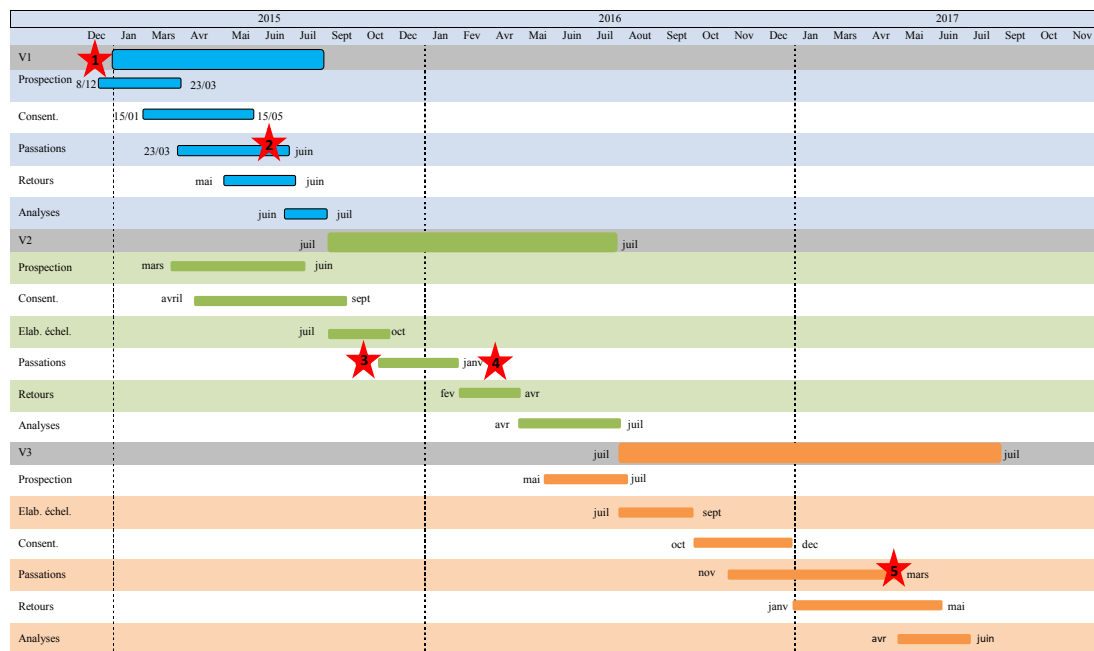 2015 2016 2017
Dec Jan Mars Avr Mai Juin Juil Sept Oct Dec Jan Fev Avr Mai Juin Juil Aout Sept Oct Nov Dec Jan Mars Avr Mai Juin Juil Sept Oct Nov
V1 1
Prospection 8/12 23/03
Consent. 15/01 15/05
Passations 23/03 2 juin
Retours mai juin
Analyses juin juil
V2 juil juil
Prospection mars juin
Consent. avril sept
Elab. échel. juil oct
Passations 3 janv 4
Retours fev avr
Analyses avr juil
V3 juil juil
Prospection mai juil
Elab. échel. juil sept
Consent. oct dec
Passations nov 5 mars
Retours janv mai
Analyses avr juin